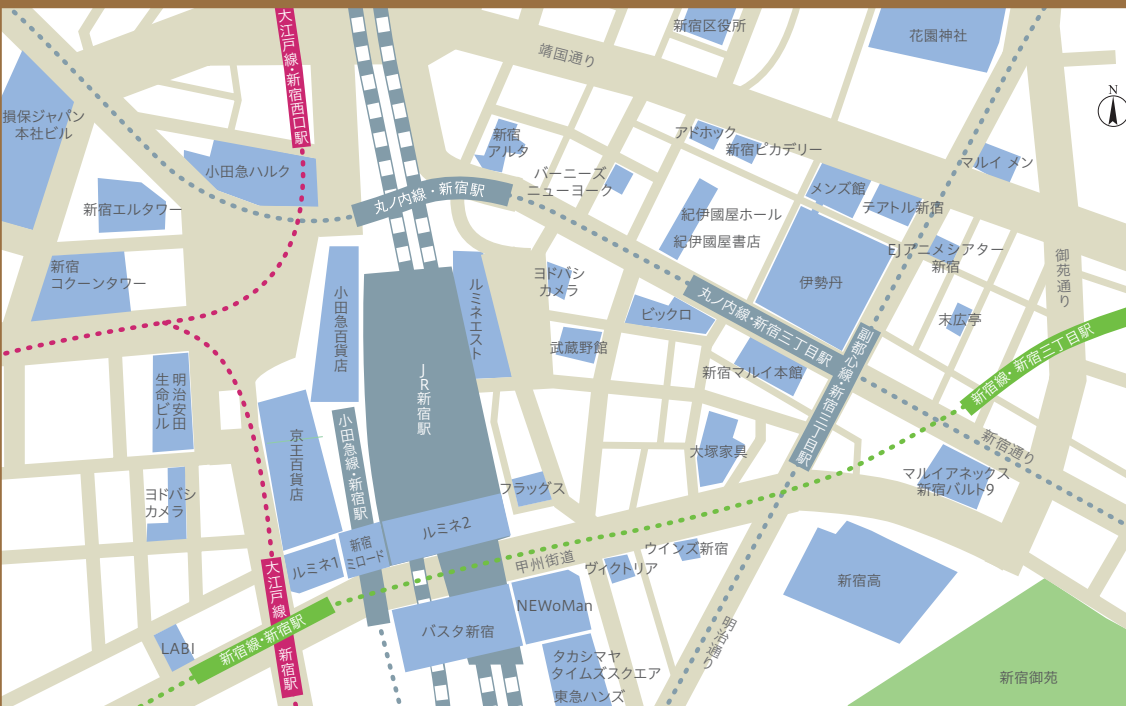 大江戸線・新宿西口駅
新宿区役所
花園神社
靖国通り
N
損保ジャパン
本社ビル
新宿
アルタ
アドホック
新宿ピカデリー
小田急ハルク
バーニーズ
ニューヨーク
マルイ メン
メンズ館
テアトル新宿
丸ノ内線・新宿駅
新宿エルタワー
紀伊國屋ホール
紀伊國屋書店
EJアニメシアター
新宿
御苑通り
新宿
コクーンタワー
小田急百貨店
ルミネエスト
ヨドバシ
カメラ
伊勢丹
ビックロ
末広亭
丸ノ内線・新宿三丁目駅
副都心線・新宿三丁目駅
新宿線・新宿三丁目駅
武蔵野館
新宿マルイ本館
JR新宿駅
明治安田
生命ビル
京王百貨店
小田急線・新宿駅
大塚家具
新宿通り
マルイアネックス
新宿バルト9
ヨドバシ
カメラ
フラッグス
ルミネ2
新宿
ミロード
ルミネ1
甲州街道
ウインズ新宿
ヴィクトリア
新宿高
大江戸線・新宿駅
新宿線・新宿駅
NEWoMan
バスタ新宿
LABI
明治通り
タカシマヤ
タイムズスクエア
東急ハンズ
新宿御苑